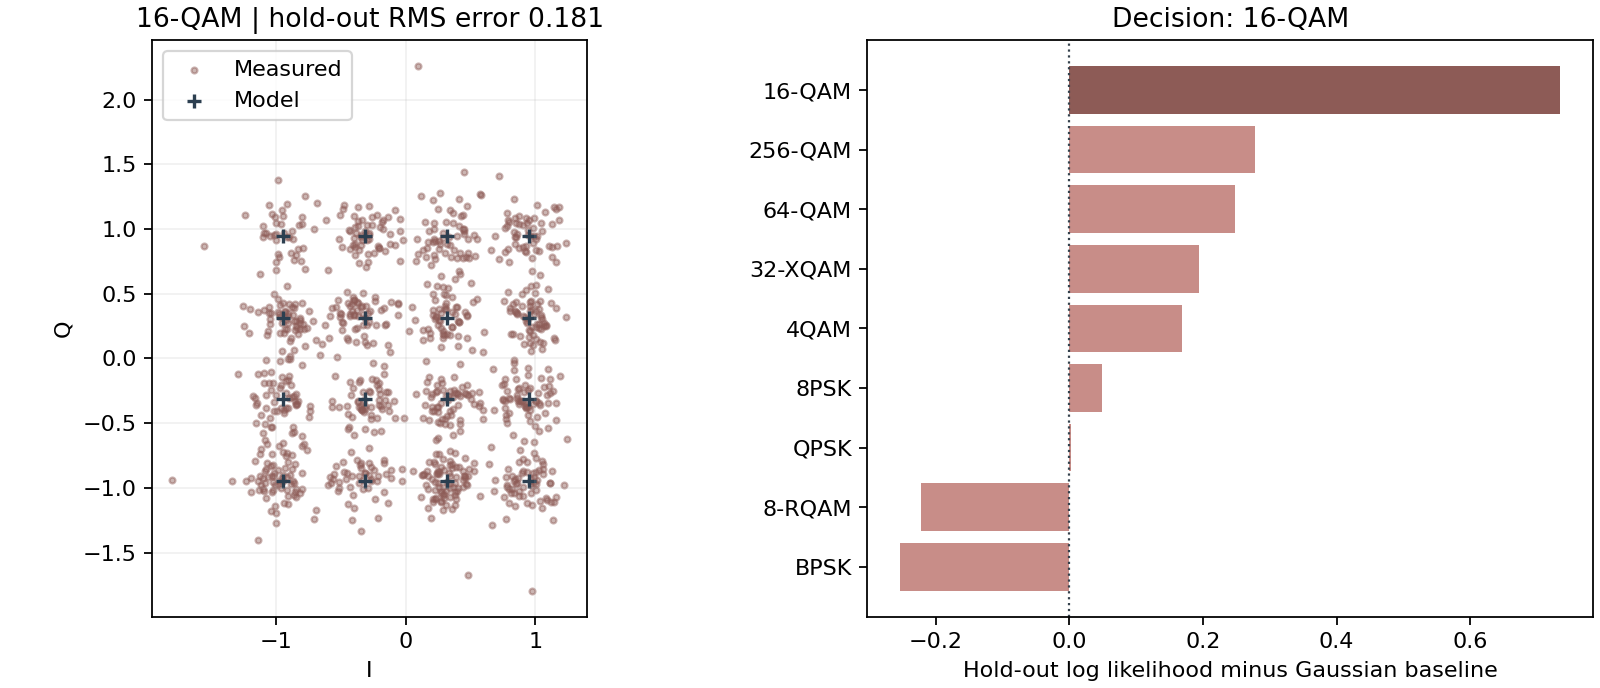 16-QAM | hold-out RMS error 0.181
Measured
Model
2.0
1.5
1.0
0.5
0.0
−0.5
−1.0
−1.5
Q
−1
0
1
I
Decision: 16-QAM
16-QAM
256-QAM
64-QAM
32-XQAM
4QAM
8PSK
QPSK
8-RQAM
BPSK
−0.2
0.0
0.2
0.4
0.6
Hold-out log likelihood minus Gaussian baseline